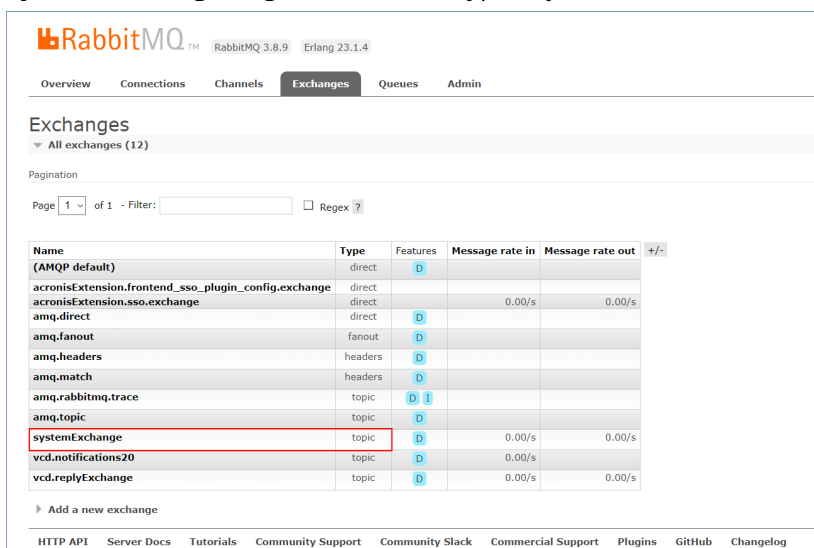 RabbitMQ TM RabbitMQ 3.8.9 Erlang 23.1.4
Overview Connections Channels Exchanges Queues Admin
Exchanges
All exchanges (12)
Pagination
Page 1 of 1 - Filter: Regex ?
Name Type Features Message rate in Message rate out +/-
(AMQP default) direct D
acronisExtension.frontend_sso_plugin_config.exchange direct
acronisExtension.sso.exchange direct 0.00/s 0.00/s
amq.direct direct D
amq.fanout fanout D
amq.headers headers D
amq.match headers D
amq.rabbitmq.trace topic D I
amq.topic topic D
systemExchange topic D 0.00/s 0.00/s
vcd.notifications20 topic D 0.00/s
vcd.replyExchange topic D 0.00/s 0.00/s
Add a new exchange
HTTP API Server Docs Tutorials Community Support Community Slack Commercial Support Plugins GitHub Changelog